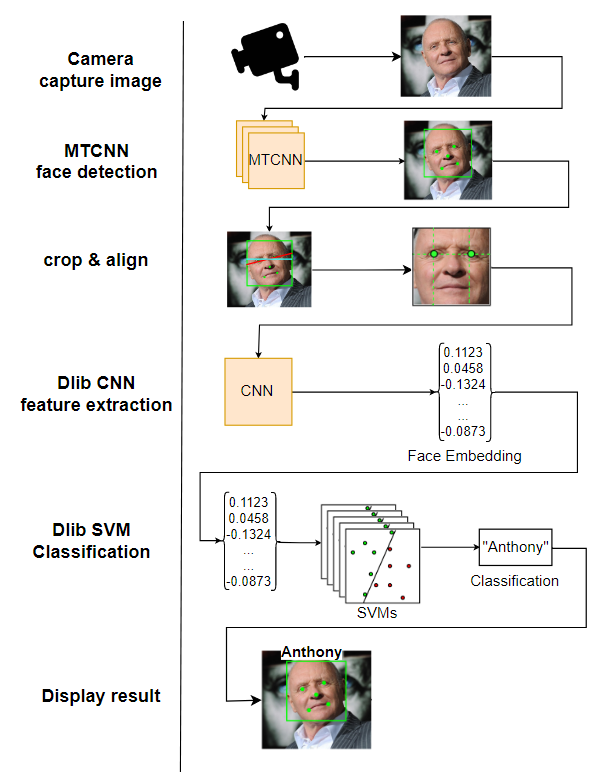 Camera
capture image
MTCNN
face detection
MTCNN
crop & align
Dlib CNN
feature extraction
CNN
0.1123
0.0458
-0.1324
...
...
-0.0873
Face Embedding
Dlib SVM
Classification
0.1123
0.0458
-0.1324
...
...
-0.0873
SVMs
"Anthony"
Classification
Display result
Anthony